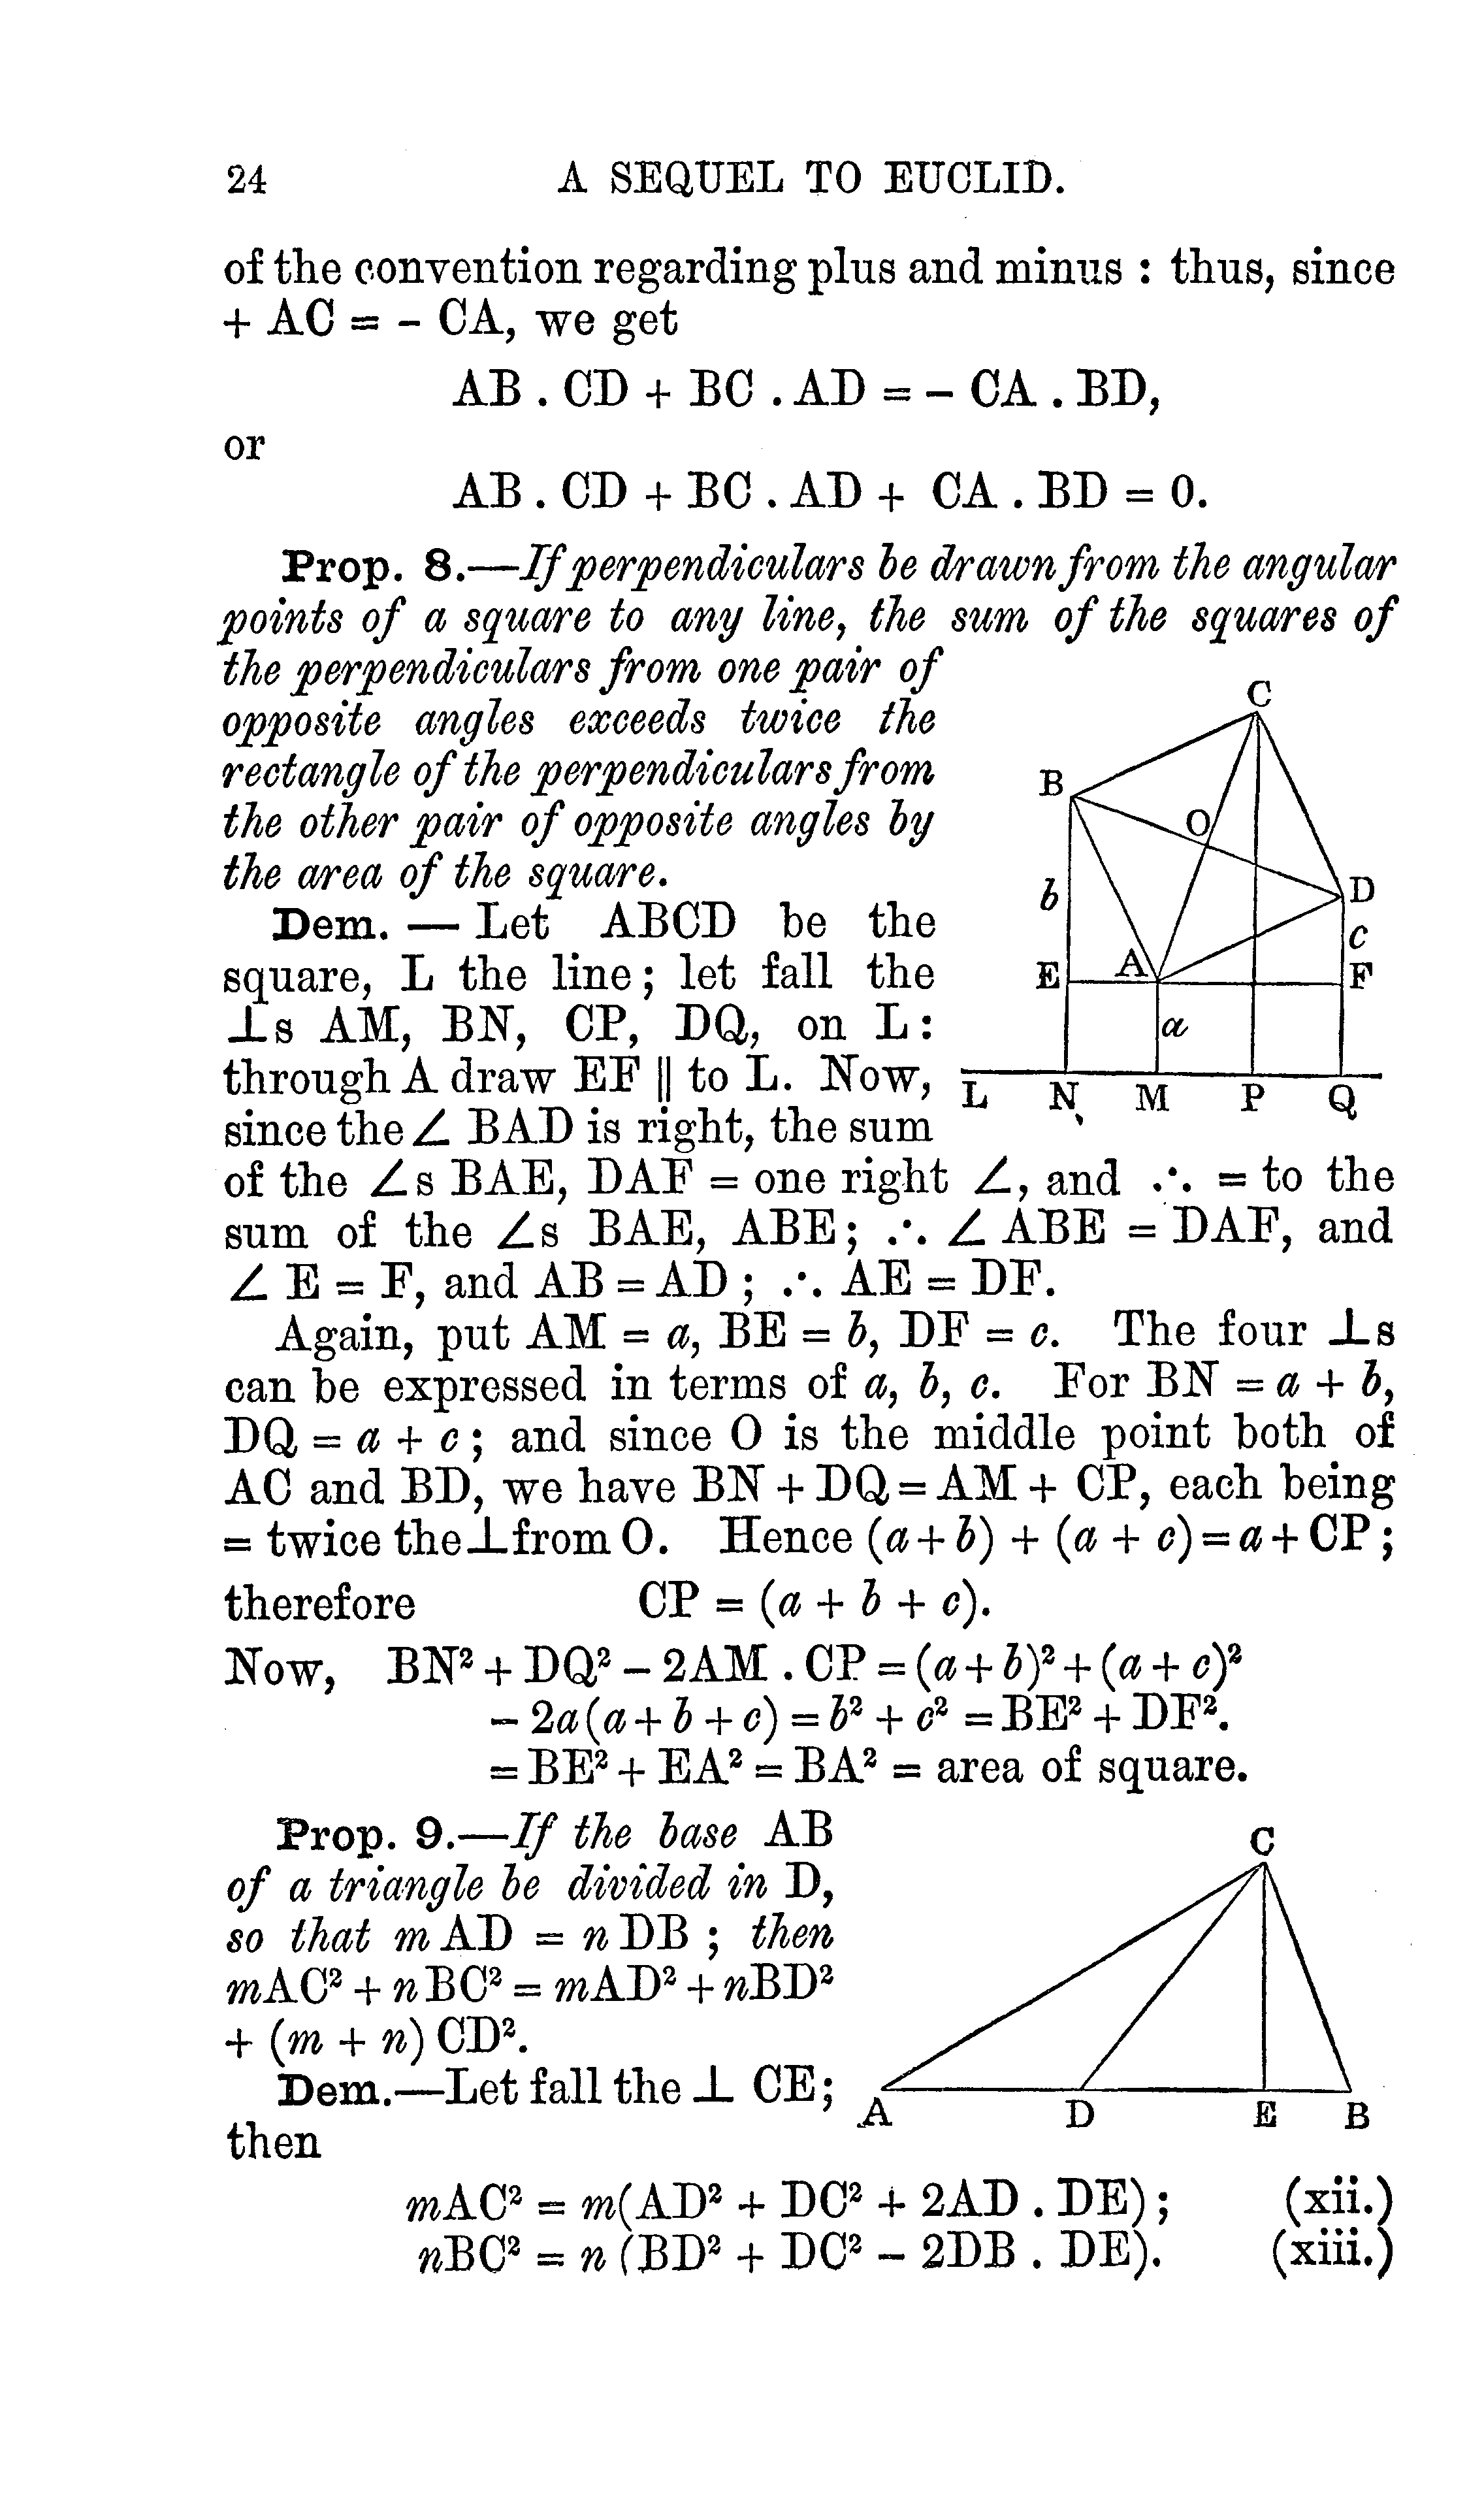 24 A SEQUEL TO EUCLID.
of the convention regarding plus and minus : thus, since
+ AC = - CA, we get
AB . CD + BC . AD = - CA . BD,
or
AB . CD + BC . AD + CA . BD = 0.
Prop. 8.—If perpendiculars be drawn from the angular
points of a square to any line, the sum of the squares of
the perpendiculars from one pair of
opposite angles exceeds twice the
rectangle of the perpendiculars from
the other pair of opposite angles by
the area of the square.
Dem. — Let ABCD be the
square, L the line; let fall the
⊥s AM, BN, CP, DQ, on L:
through A draw EF || to L. Now,
since the ∠ BAD is right, the sum
C
B
O
b
D
c
E
A
F
a
L N M P Q
of the ∠s BAE, DAF = one right ∠, and ∴ = to the
sum of the ∠s BAE, ABE; ∴ ∠ ABE = DAF, and
∠ E = F, and AB = AD; ∴ AE = DF.
Again, put AM = a, BE = b, DF = c. The four ⊥s
can be expressed in terms of a, b, c. For BN = a + b,
DQ = a + c; and since O is the middle point both of
AC and BD, we have BN + DQ = AM + CP, each being
= twice the ⊥ from O. Hence (a + b) + (a + c) = a + CP;
therefore CP = (a + b + c).
Now, BN² + DQ² - 2AM . CP = (a + b)² + (a + c)²
- 2a(a + b + c) = b² + c² = BE² + DF².
= BE² + EA² = BA² = area of square.
Prop. 9.—If the base AB
of a triangle be divided in D,
so that m AD = n DB ; then
mAC² + n BC² = mAD² + nBD²
+ (m + n) CD².
Dem.—Let fall the ⊥ CE;
then
C
A D E B
mAC² = m(AD² + DC² + 2AD . DE); (xii.)
nBC² = n (BD² + DC² - 2DB . DE). (xiii.)